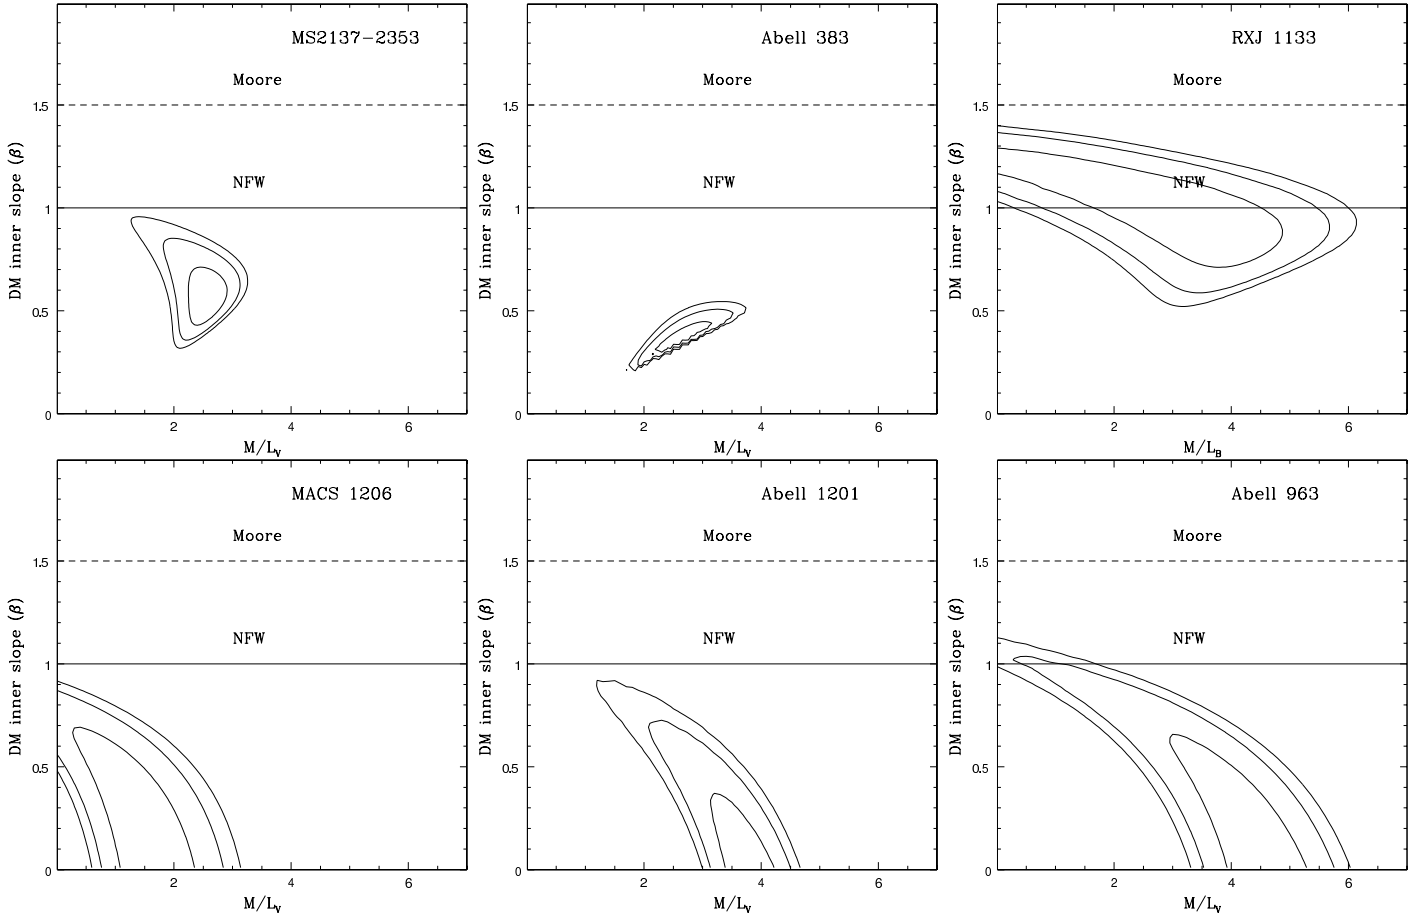 MS2137−2353
Moore
NFW
DM inner slope (β)
1.5
1
0.5
0
2 4 6
M/L_V
Abell 383
Moore
NFW
DM inner slope (β)
1.5
1
0.5
0
2 4 6
M/L_V
RXJ 1133
Moore
NFW
DM inner slope (β)
1.5
1
0.5
0
2 4 6
M/L_B
MACS 1206
Moore
NFW
DM inner slope (β)
1.5
1
0.5
0
2 4 6
M/L_V
Abell 1201
Moore
NFW
DM inner slope (β)
1.5
1
0.5
0
2 4 6
M/L_V
Abell 963
Moore
NFW
DM inner slope (β)
1.5
1
0.5
0
2 4 6
M/L_V